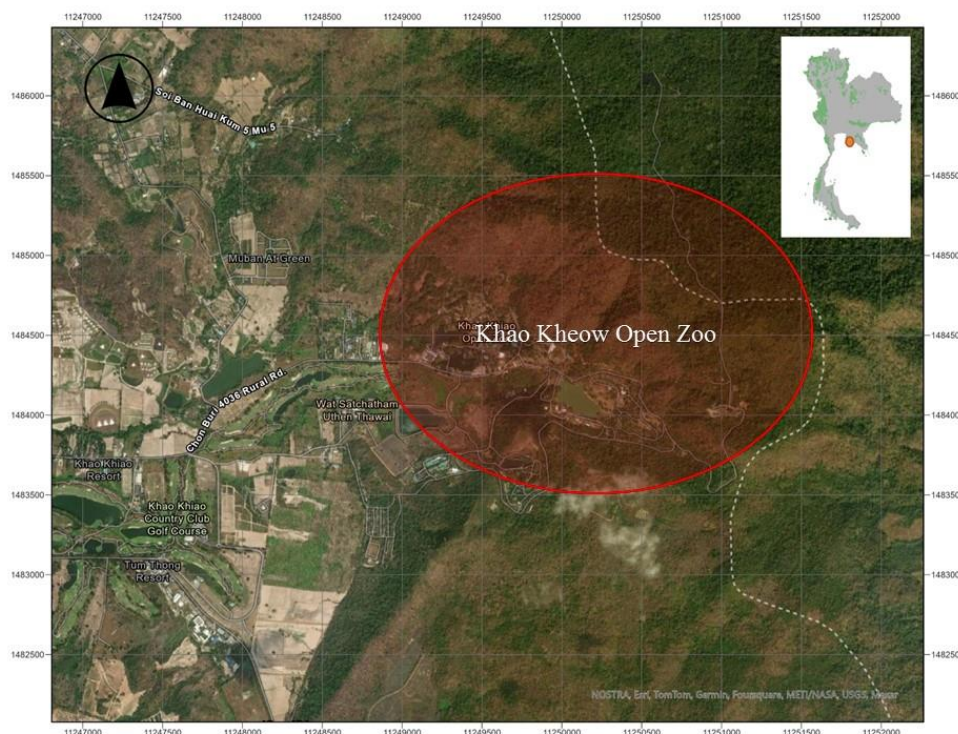 11247000 11247500 11248000 11248500 11249000 11249500 11250000 11250500 11251000 11251500 11252000
1486000
1485500
1485000
1484500
1484000
1483500
1483000
1482500
1486000
1485500
1485000
1484500
1484000
1483500
1483000
1482500
Soi Ban Huai Kum 5 Mu 5
Muban At Green
Khao Khiao
Khao Kheow Open Zoo
Chon Buri 4036 Rural Rd.
Wat Satchatham
Uthen Thawai
Khao Khiao
Resort
Khao Khiao
Country Club
Golf Course
Tum Thong
Resort
NOSTRA, Esri, TomTom, Garmin, Foursquare, METI/NASA, USGS, Maxar
11247000 11247500 11248000 11248500 11249000 11249500 11250000 11250500 11251000 11251500 11252000